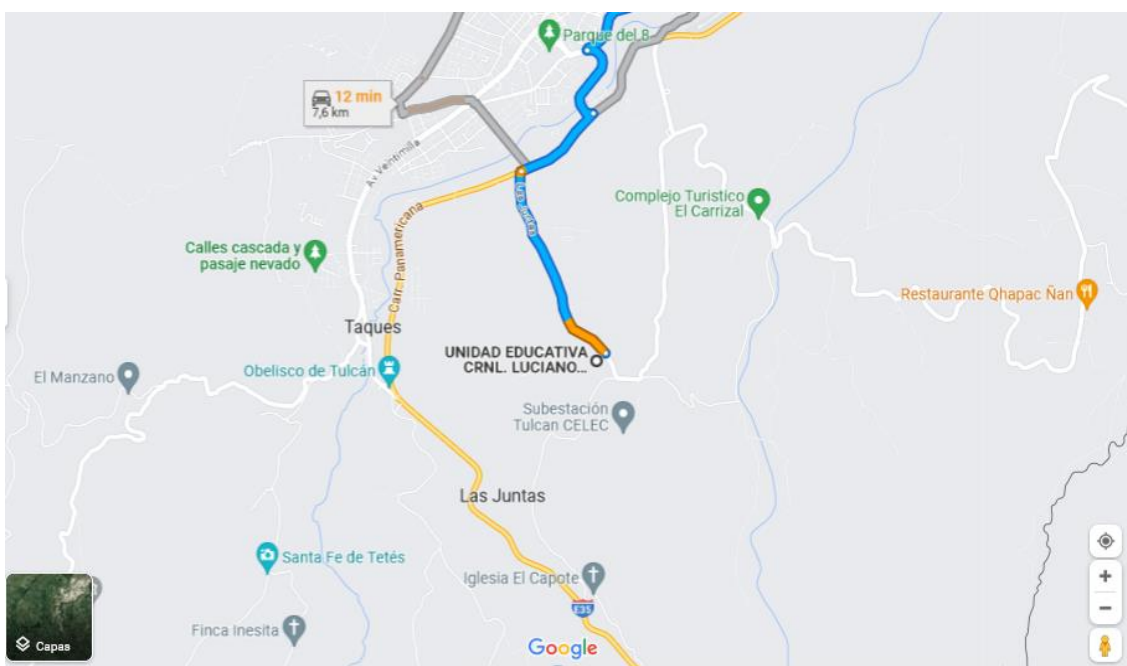 Parque del 8
12 min
7,6 km
Av Veintimilla
Complejo Turistico
El Carrizal
Las Juntas
Carr. Panamericana
Calles cascada y
pasaje nevado
Restaurante Qhapac Ñan
Taques
UNIDAD EDUCATIVA
CRNL. LUCIANO...
Obelisco de Tulcán
El Manzano
Subestación
Tulcan CELEC
Las Juntas
Santa Fe de Tetés
Iglesia El Capote
E35
Finca Inesita
Capas
Google